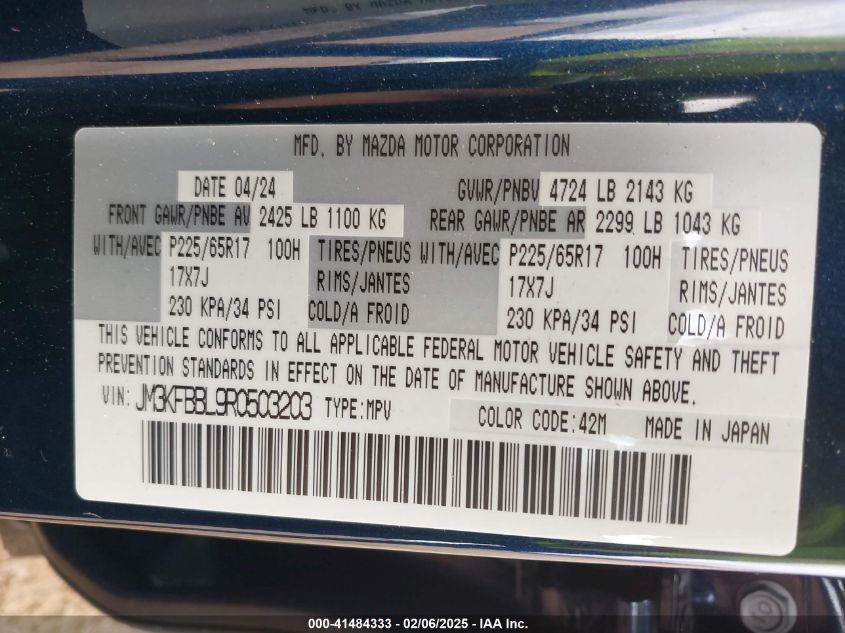 MFD. BY MAZDA MOTOR CORPORATION
DATE 04/24 GVWR/PNBV 4724 LB 2143 KG
FRONT GAWR/PNBE AV 2425 LB 1100 KG REAR GAWR/PNBE AR 2299 LB 1043 KG
WITH/AVEC P225/65R17 100H TIRES/PNEUS WITH/AVEC P225/65R17 100H TIRES/PNEUS
17X7J RIMS/JANTES 17X7J RIMS/JANTES
230 KPA/34 PSI COLD/A FROID 230 KPA/34 PSI COLD/A FROID
THIS VEHICLE CONFORMS TO ALL APPLICABLE FEDERAL MOTOR VEHICLE SAFETY AND THEFT
PREVENTION STANDARDS IN EFFECT ON THE DATE OF MANUFACTURE SHOWN ABOVE.
VIN: JM3KFBBL9R0503203 TYPE:MPV COLOR CODE:42M MADE IN JAPAN
000-41484333 - 02/06/2025 - IAA Inc.